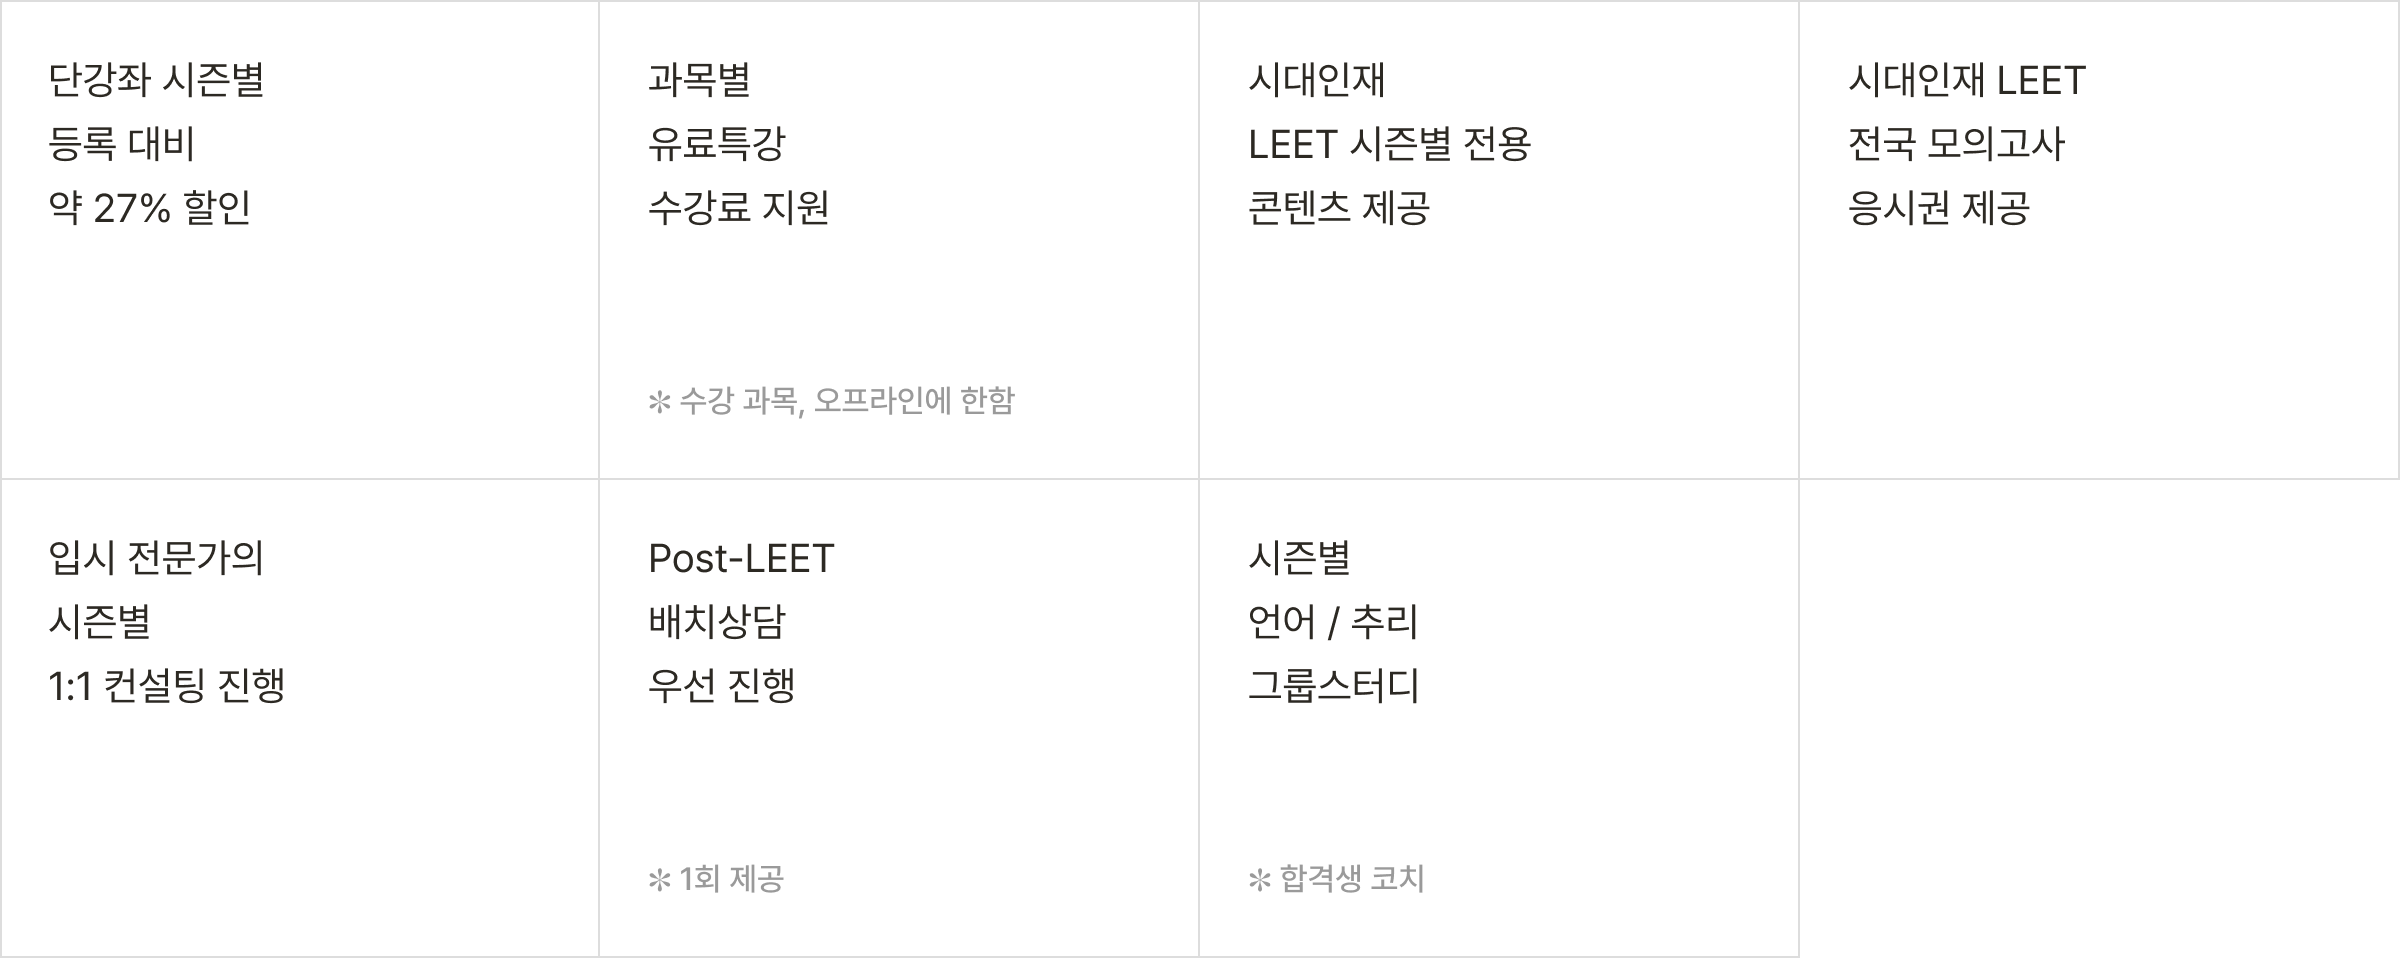 단강좌 시즌별
등록 대비
약 27% 할인
과목별
유료특강
수강료 지원
✻ 수강 과목, 오프라인에 한함
시대인재
LEET 시즌별 전용
콘텐츠 제공
시대인재 LEET
전국 모의고사
응시권 제공
입시 전문가의
시즌별
1:1 컨설팅 진행
Post-LEET
배치상담
우선 진행
✻ 1회 제공
시즌별
언어 / 추리
그룹스터디
✻ 합격생 코치